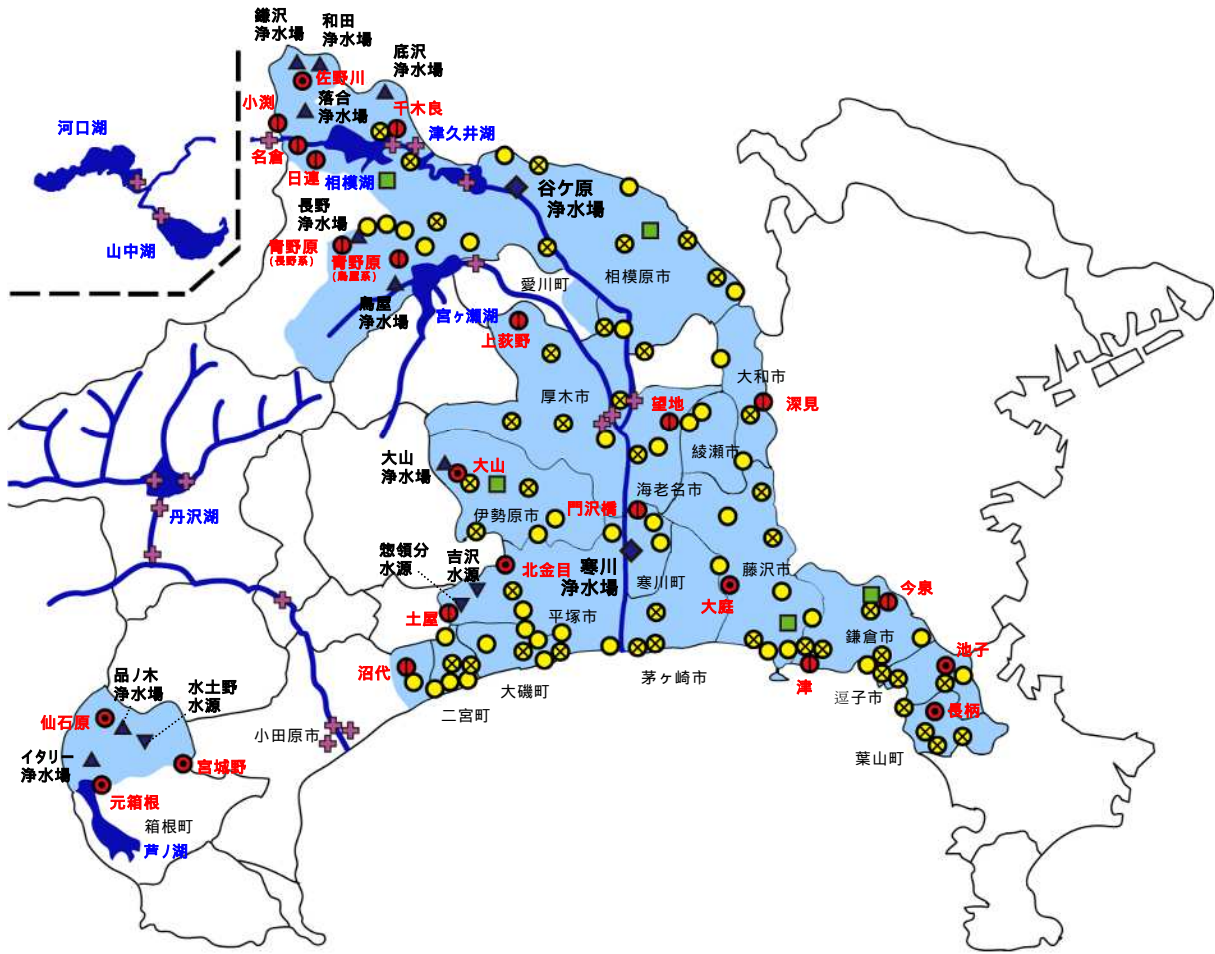 鎌沢
浄水場
和田
浄水場
底沢
浄水場
佐野川
小渕
落合
浄水場
千木良
河口湖
津久井湖
名倉
日連
相模湖
谷ケ原
浄水場
長野
浄水場
山中湖
青野原
(長野系)
青野原
(鳥屋系)
相模原市
愛川町
鳥屋
浄水場
宮ヶ瀬湖
上荻野
大和市
厚木市
望地
深見
綾瀬市
大山
浄水場
大山
海老名市
伊勢原市
門沢橋
丹沢湖
惣領分
水源
吉沢
水源
北金目
寒川
浄水場
寒川町
藤沢市
大庭
今泉
土屋
平塚市
鎌倉市
池子
沼代
品ノ木
浄水場
水土野
水源
大磯町
茅ヶ崎市
津
逗子市
長柄
二宮町
仙石原
小田原市
イタリー
浄水場
宮城野
葉山町
元箱根
箱根町
芦ノ湖